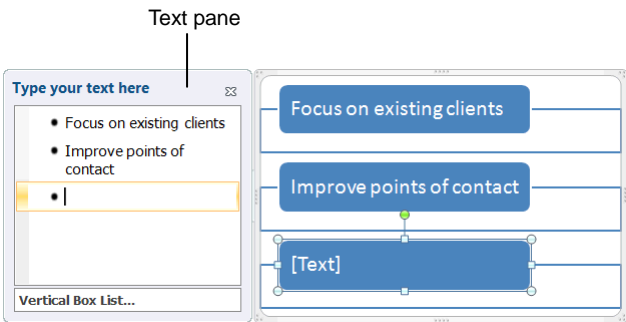 Text pane
Type your text here
Focus on existing clients
Improve points of
contact
Vertical Box List...
Focus on existing clients
Improve points of contact
[Text]